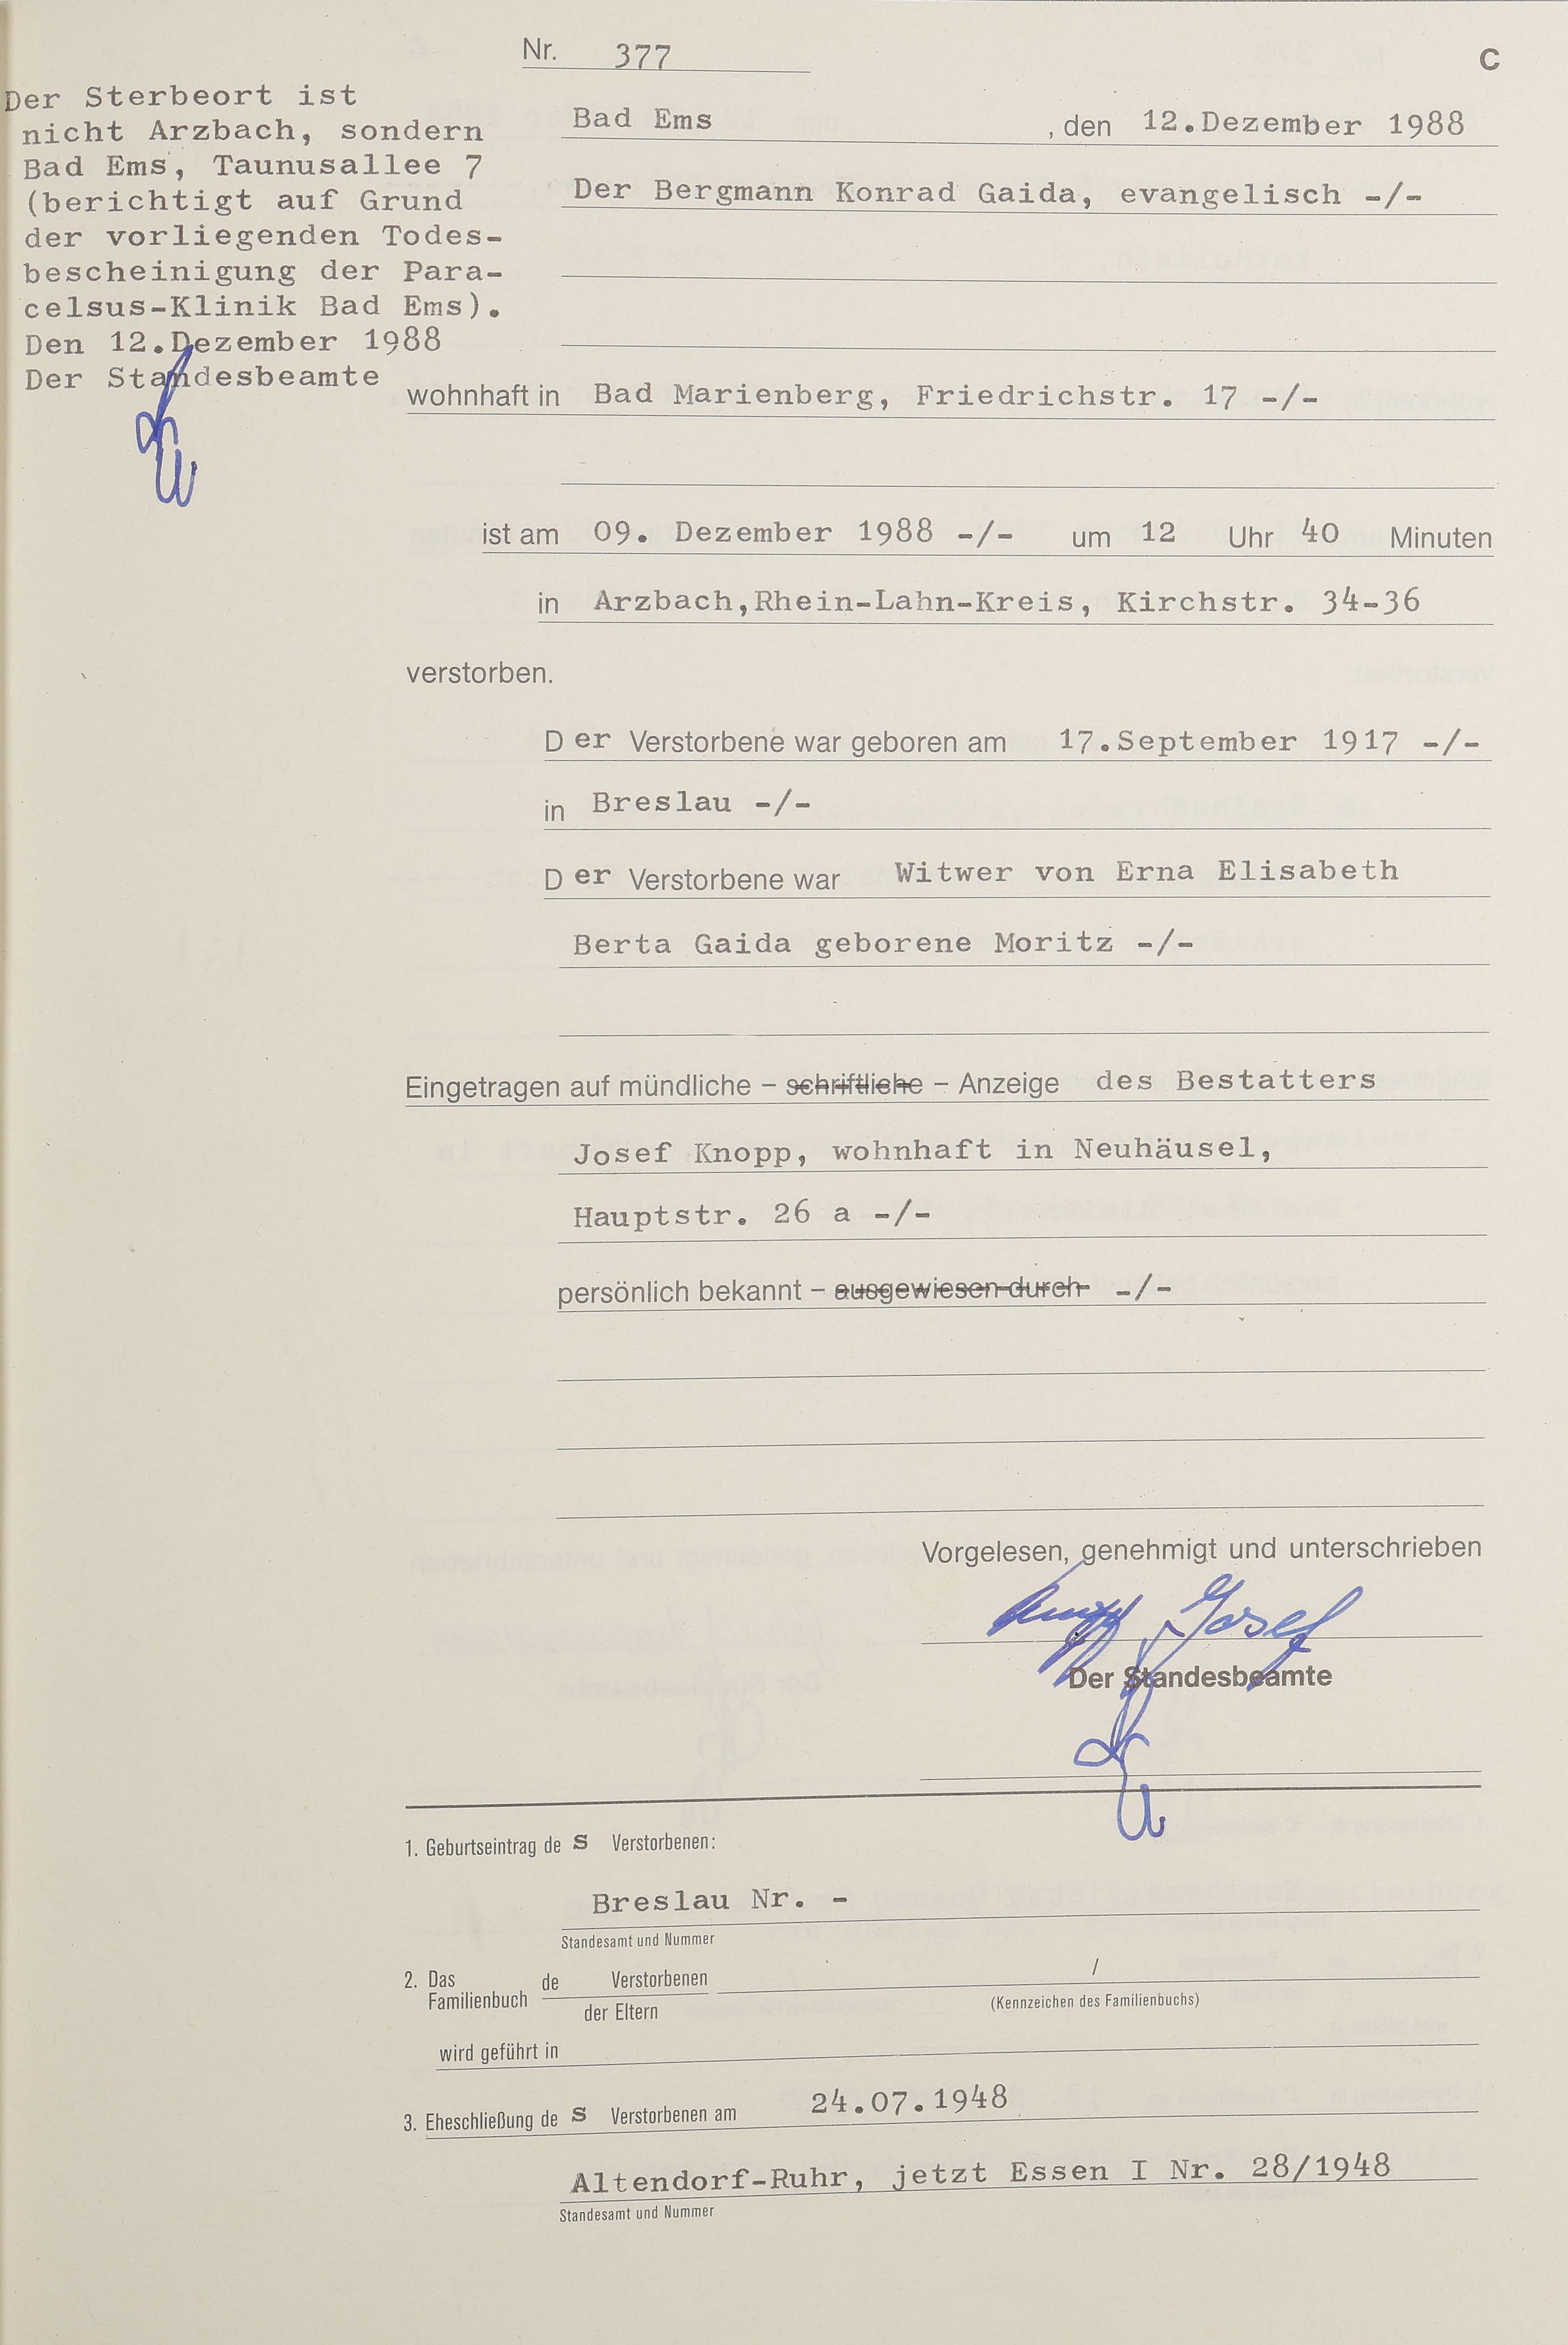 Nr. 377
C
Der Sterbeort ist
nicht Arzbach, sondern
Bad Ems, Taunusallee 7
(berichtigt auf Grund
der vorliegenden Todes-
bescheinigung der Para-
celsus-Klinik Bad Ems).
Den 12.Dezember 1988
Der Standesbeamte
Bad Ems , den 12.Dezember 1988
Der Bergmann Konrad Gaida, evangelisch -/-
wohnhaft in Bad Marienberg, Friedrichstr. 17 -/-
ist am 09. Dezember 1988 -/- um 12 Uhr 40 Minuten
in Arzbach,Rhein-Lahn-Kreis, Kirchstr. 34-36
verstorben.
D er Verstorbene war geboren am 17.September 1917 -/-
in Breslau -/-
D er Verstorbene war Witwer von Erna Elisabeth
Berta Gaida geborene Moritz -/-
Eingetragen auf mündliche – schriftliche – Anzeige des Bestatters
Josef Knopp, wohnhaft in Neuhäusel,
Hauptstr. 26 a -/-
persönlich bekannt – ausgewiesen durch -/-
Vorgelesen, genehmigt und unterschrieben
Knopp Josef
Der Standesbeamte
1. Geburtseintrag de s Verstorbenen:
Breslau Nr. -
Standesamt und Nummer
2. Das Familienbuch de Verstorbenen /
der Eltern (Kennzeichen des Familienbuchs)
wird geführt in
3. Eheschließung de s Verstorbenen am 24.07.1948
Altendorf-Ruhr, jetzt Essen I Nr. 28/1948
Standesamt und Nummer